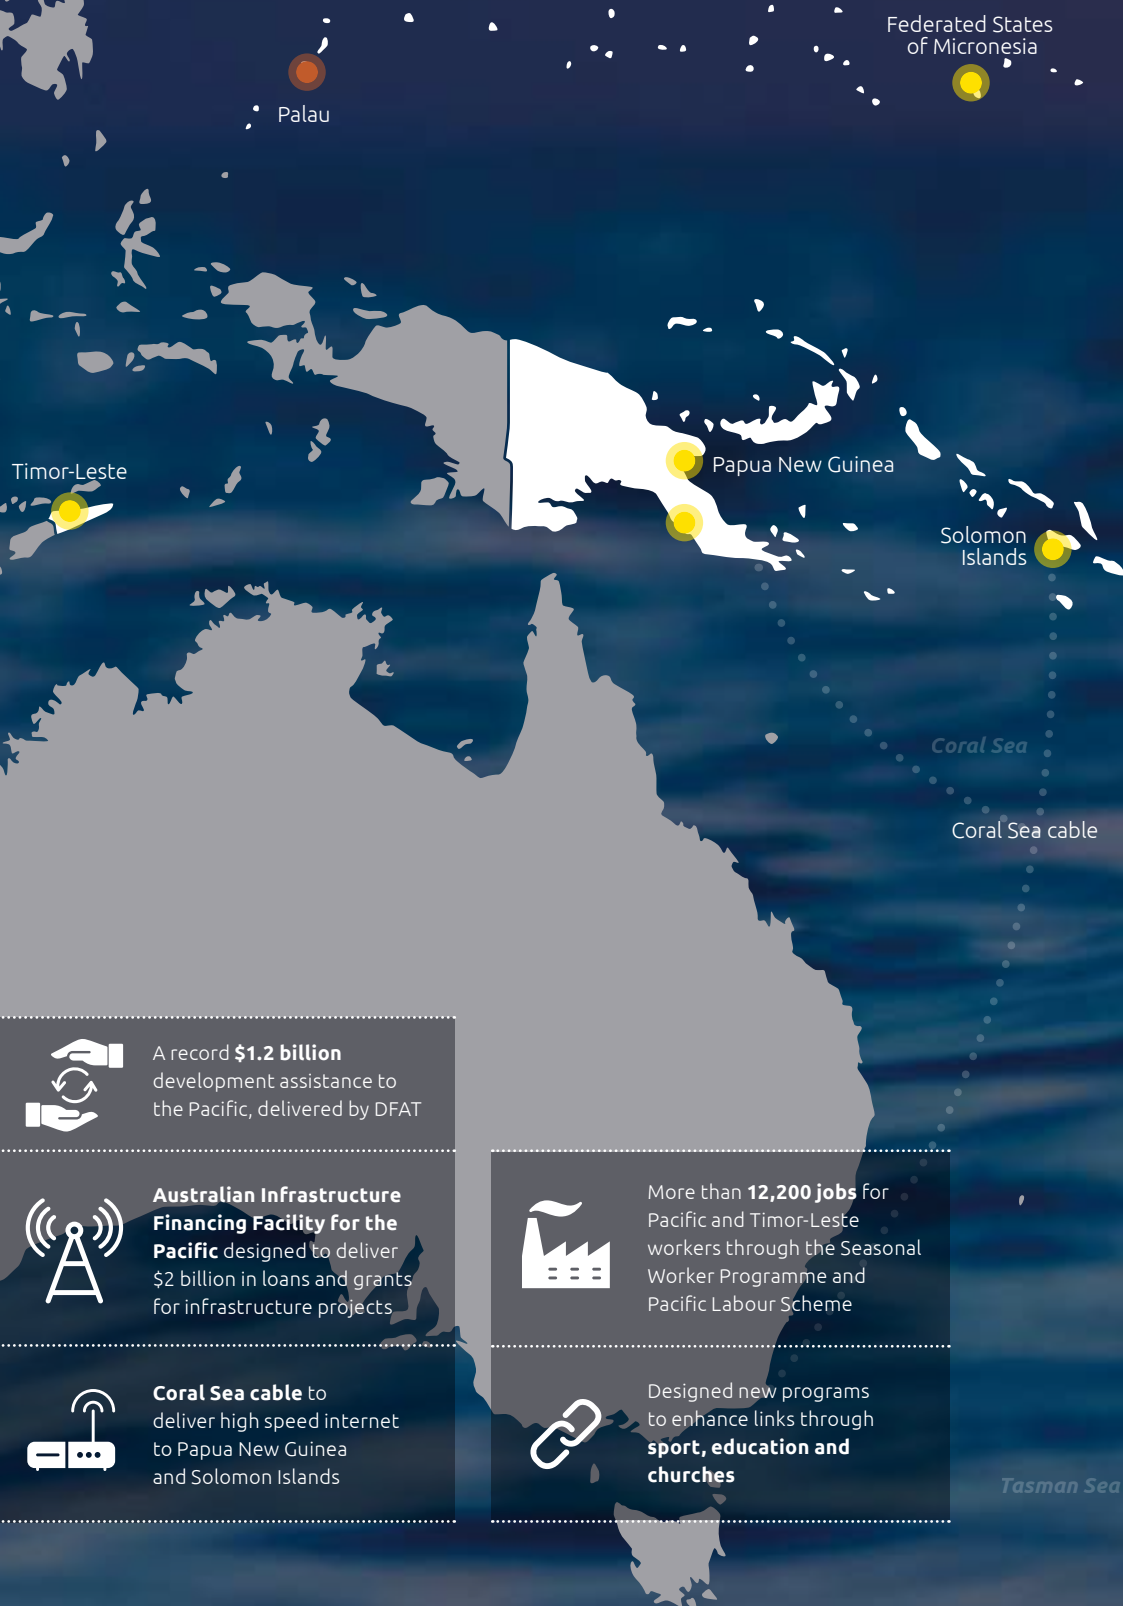 Federated States
of Micronesia
Palau
Timor-Leste
Papua New Guinea
Solomon
Islands
Coral Sea
Coral Sea cable
A record $1.2 billion
development assistance to
the Pacific, delivered by DFAT
Australian Infrastructure
Financing Facility for the
Pacific designed to deliver
$2 billion in loans and grants
for infrastructure projects
Coral Sea cable to
deliver high speed internet
to Papua New Guinea
and Solomon Islands
More than 12,200 jobs for
Pacific and Timor-Leste
workers through the Seasonal
Worker Programme and
Pacific Labour Scheme
Designed new programs
to enhance links through
sport, education and
churches
Tasman Sea